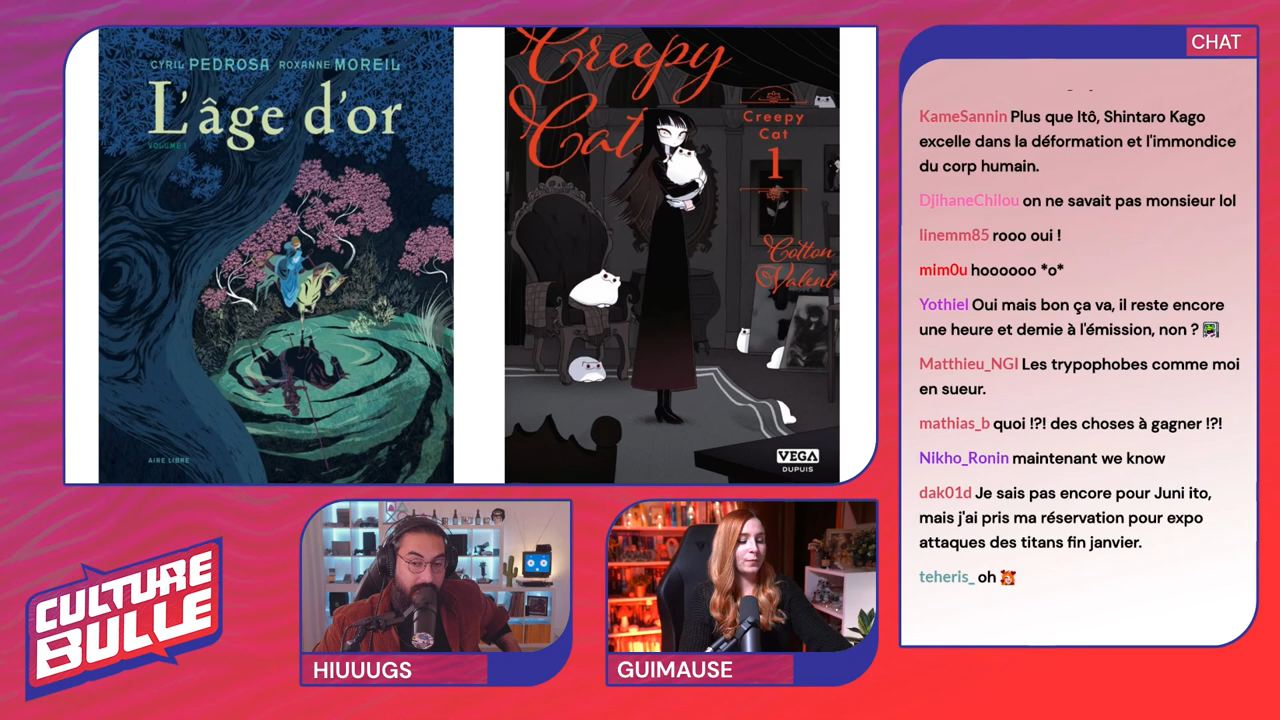 CYRIL PEDROSA ROXANNE MOREIL
L'âge d'or
VOLUME 1
AIRE LIBRE
Creepy
Cat
Creepy
Cat
1
Cotton
Valent
VEGA
DUPUIS
CHAT
KameSannin Plus que Itô, Shintaro Kago
excelle dans la déformation et l'immondice
du corp humain.
DjihaneChilou on ne savait pas monsieur lol
linemm85 rooo oui !
mim0u hoooooo *o*
Yothiel Oui mais bon ça va, il reste encore
une heure et demie à l'émission, non ?
Matthieu_NGI Les trypophobes comme moi
en sueur.
mathias_b quoi !?! des choses à gagner !?!
Nikho_Ronin maintenant we know
dak01d Je sais pas encore pour Juni ito,
mais j'ai pris ma réservation pour expo
attaques des titans fin janvier.
teheris_ oh
CULTURE
BULLE
HIUUUGS
GUIMAUSE